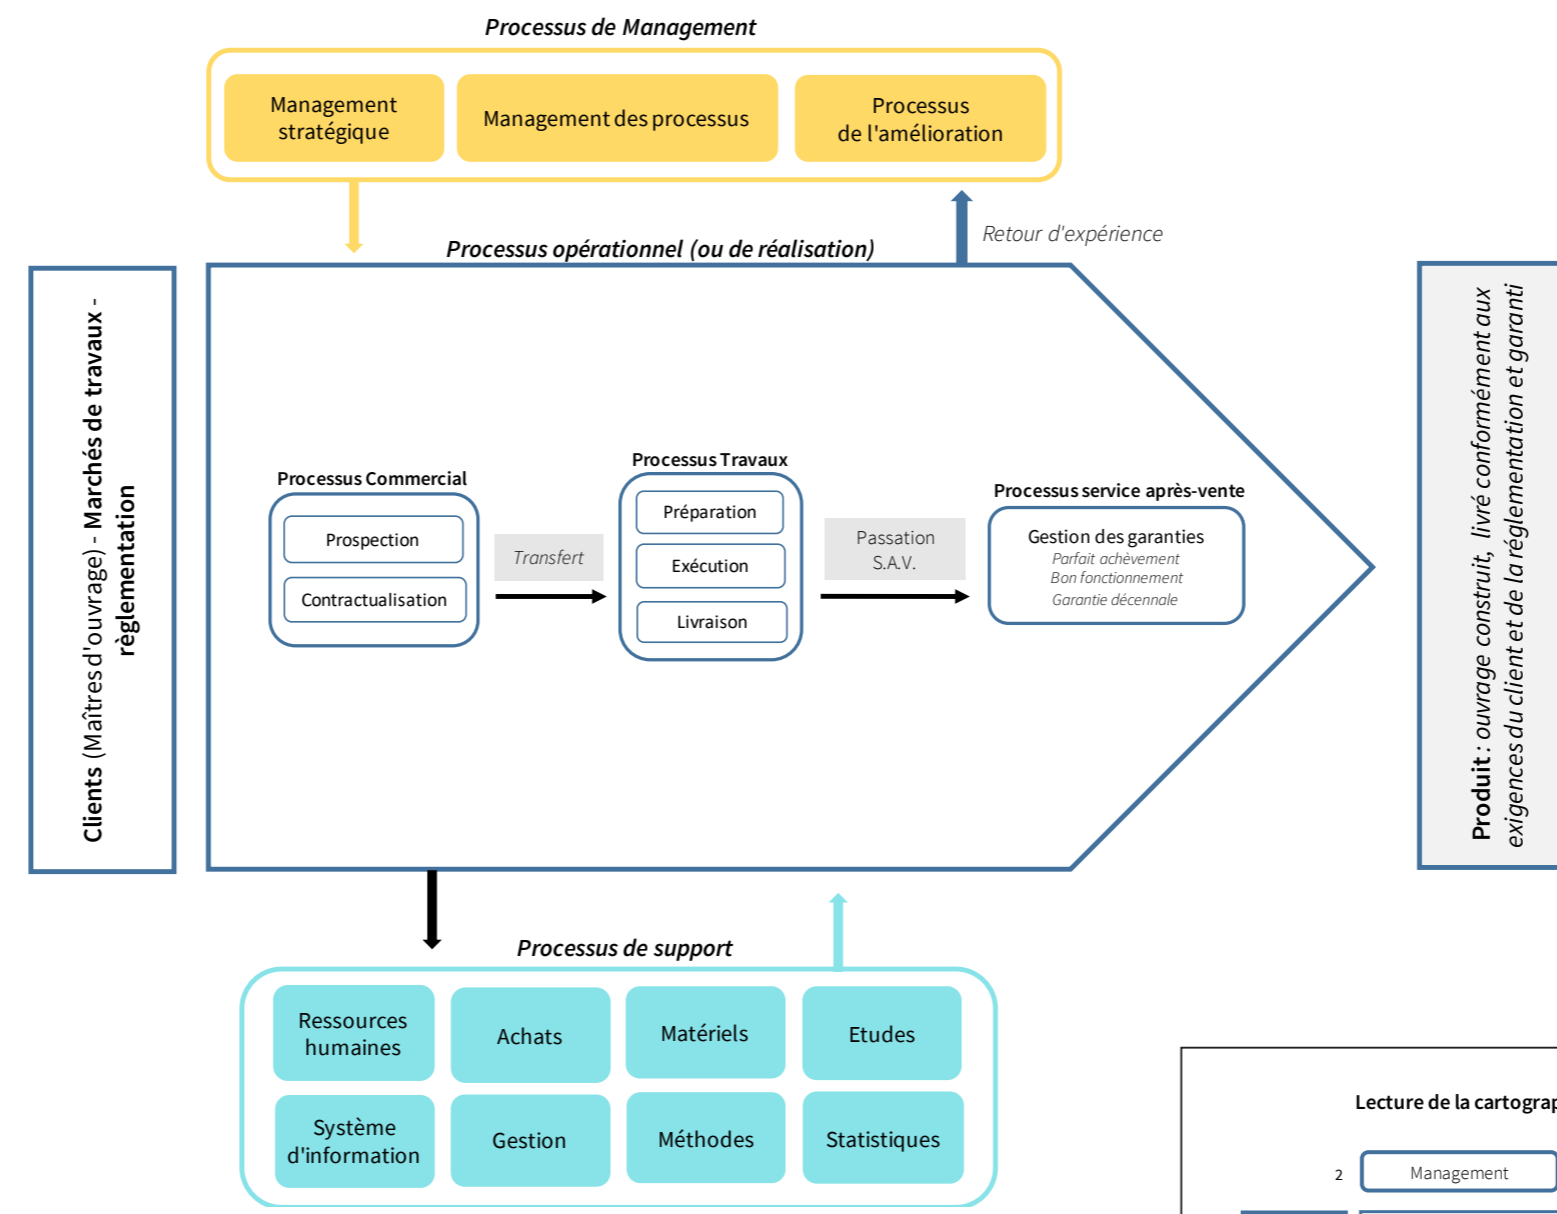 Processus de Management
Management
stratégique
Management des processus
Processus
de l'amélioration
Retour d'expérience
Processus opérationnel (ou de réalisation)
Clients (Maîtres d'ouvrage) - Marchés de travaux -
règlementation
Processus Commercial
Prospection
Contractualisation
Transfert
Processus Travaux
Préparation
Exécution
Livraison
Passation
S.A.V.
Processus service après-vente
Gestion des garanties
Parfait achèvement
Bon fonctionnement
Garantie décennale
Produit : ouvrage construit, livré conformément aux
exigences du client et de la réglementation et garanti
Processus de support
Ressources
humaines
Achats
Matériels
Etudes
Système
d'information
Gestion
Méthodes
Statistiques
Lecture de la cartograp
2
Management